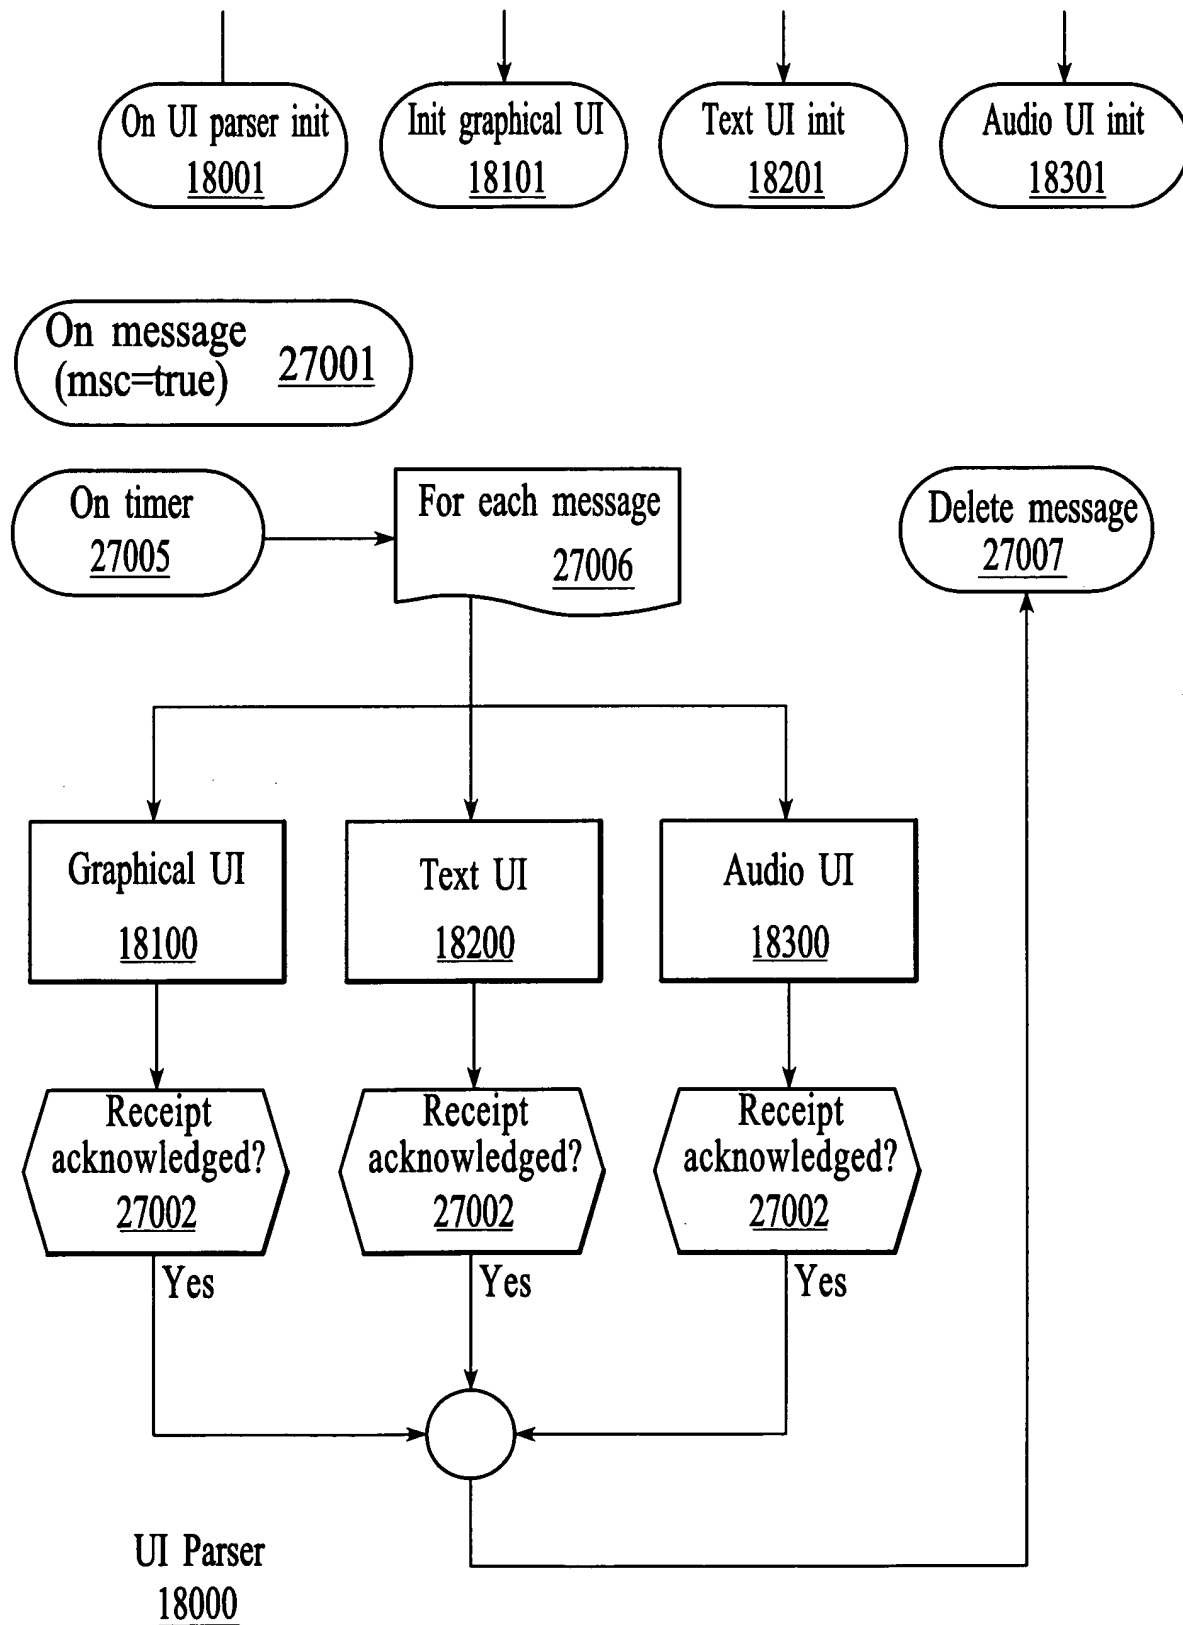 On UI parser init
18001
Init graphical UI
18101
Text UI init
18201
Audio UI init
18301
On message
(msc=true)
27001
On timer
27005
For each message
27006
Delete message
27007
Graphical UI
18100
Text UI
18200
Audio UI
18300
Receipt
acknowledged?
27002
Yes
Receipt
acknowledged?
27002
Yes
Receipt
acknowledged?
27002
Yes
UI Parser
18000